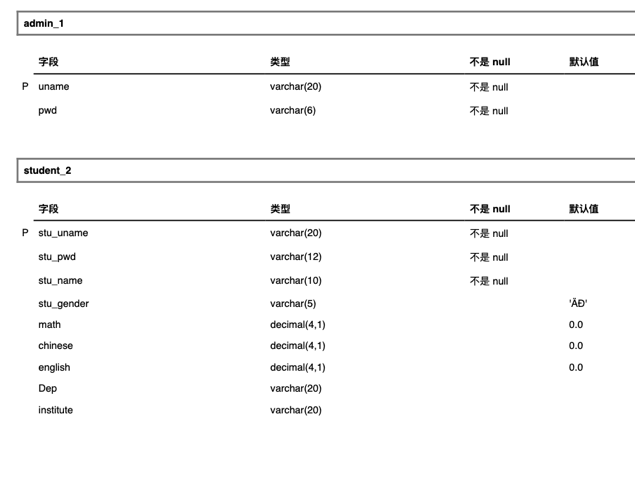 admin_1
字段 类型 不是 null 默认值
P uname varchar(20) 不是 null
pwd varchar(6) 不是 null
student_2
字段 类型 不是 null 默认值
P stu_uname varchar(20) 不是 null
stu_pwd varchar(12) 不是 null
stu_name varchar(10) 不是 null
stu_gender varchar(5) 'ÄÐ'
math decimal(4,1) 0.0
chinese decimal(4,1) 0.0
english decimal(4,1) 0.0
Dep varchar(20)
institute varchar(20)